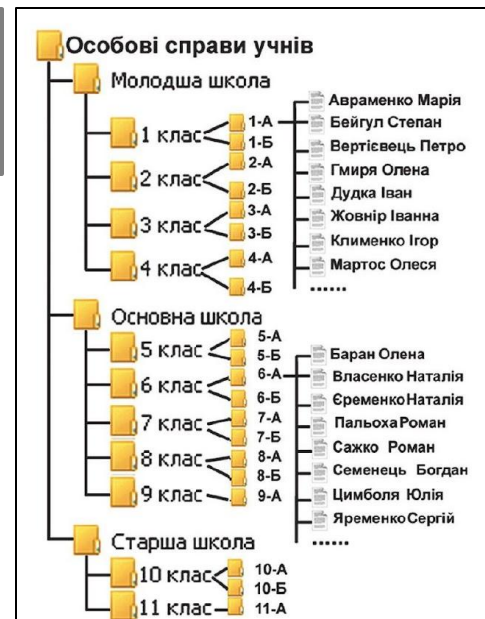 Особові справи учнів
Молодша школа
1 клас
1-А
1-Б
2 клас
2-А
2-Б
3 клас
3-А
3-Б
4 клас
4-А
4-Б
Авраменко Марія
Бейгул Степан
Вертієвець Петро
Гмиря Олена
Дудка Іван
Жовнір Іванна
Клименко Ігор
Мартос Олеся
......
Основна школа
5 клас
5-А
5-Б
6 клас
6-А
6-Б
7 клас
7-А
7-Б
8 клас
8-А
8-Б
9 клас
9-А
Баран Олена
Власенко Наталія
Єременко Наталія
Пальоха Роман
Сажко Роман
Семенець Богдан
Цимболя Юлія
Яременко Сергій
......
Старша школа
10 клас
10-А
10-Б
11 клас
11-А